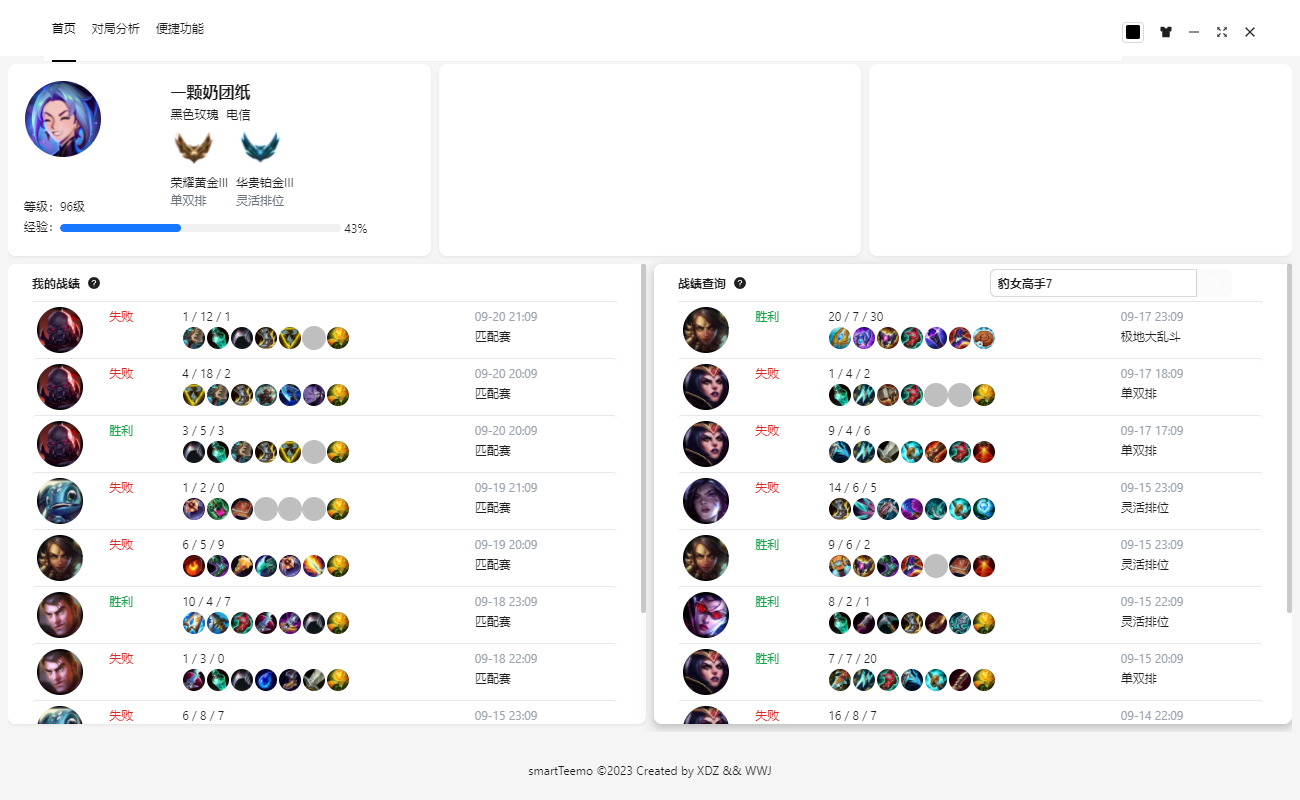 首页 对局分析 便捷功能
一颗奶团纸
黑色玫瑰 电信
荣耀黄金III 华贵铂金III
单双排 灵活排位
等级：96级
经验： 43%
我的战绩 ?
失败 1 / 12 / 1 09-20 21:09
匹配赛
失败 4 / 18 / 2 09-20 20:09
匹配赛
胜利 3 / 5 / 3 09-20 20:09
匹配赛
失败 1 / 2 / 0 09-19 21:09
匹配赛
失败 6 / 5 / 9 09-19 20:09
匹配赛
胜利 10 / 4 / 7 09-18 23:09
匹配赛
失败 1 / 3 / 0 09-18 22:09
匹配赛
失败 6 / 8 / 7 09-15 23:09
战绩查询 ? 豹女高手7
胜利 20 / 7 / 30 09-17 23:09
极地大乱斗
失败 1 / 4 / 2 09-17 18:09
单双排
失败 9 / 4 / 6 09-17 17:09
单双排
失败 14 / 6 / 5 09-15 23:09
灵活排位
胜利 9 / 6 / 2 09-15 23:09
灵活排位
胜利 8 / 2 / 1 09-15 22:09
灵活排位
胜利 7 / 7 / 20 09-15 20:09
单双排
失败 16 / 8 / 7 09-14 22:09
smartTeemo ©2023 Created by XDZ && WWJ